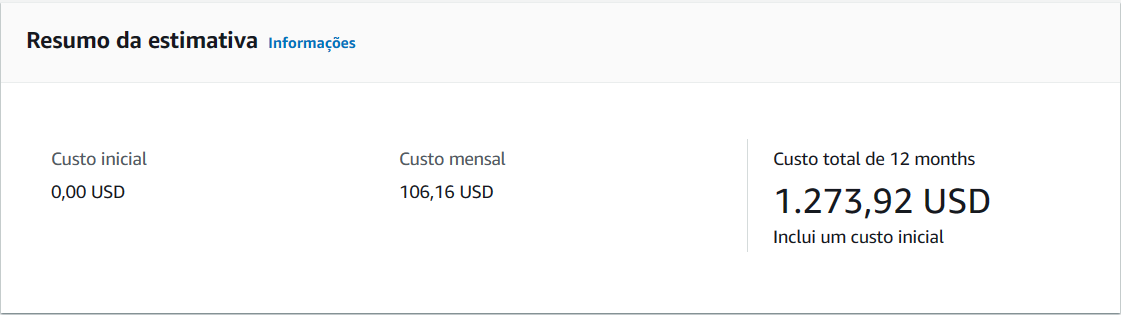 Resumo da estimativa Informações
Custo inicial
0,00 USD
Custo mensal
106,16 USD
Custo total de 12 months
1.273,92 USD
Inclui um custo inicial